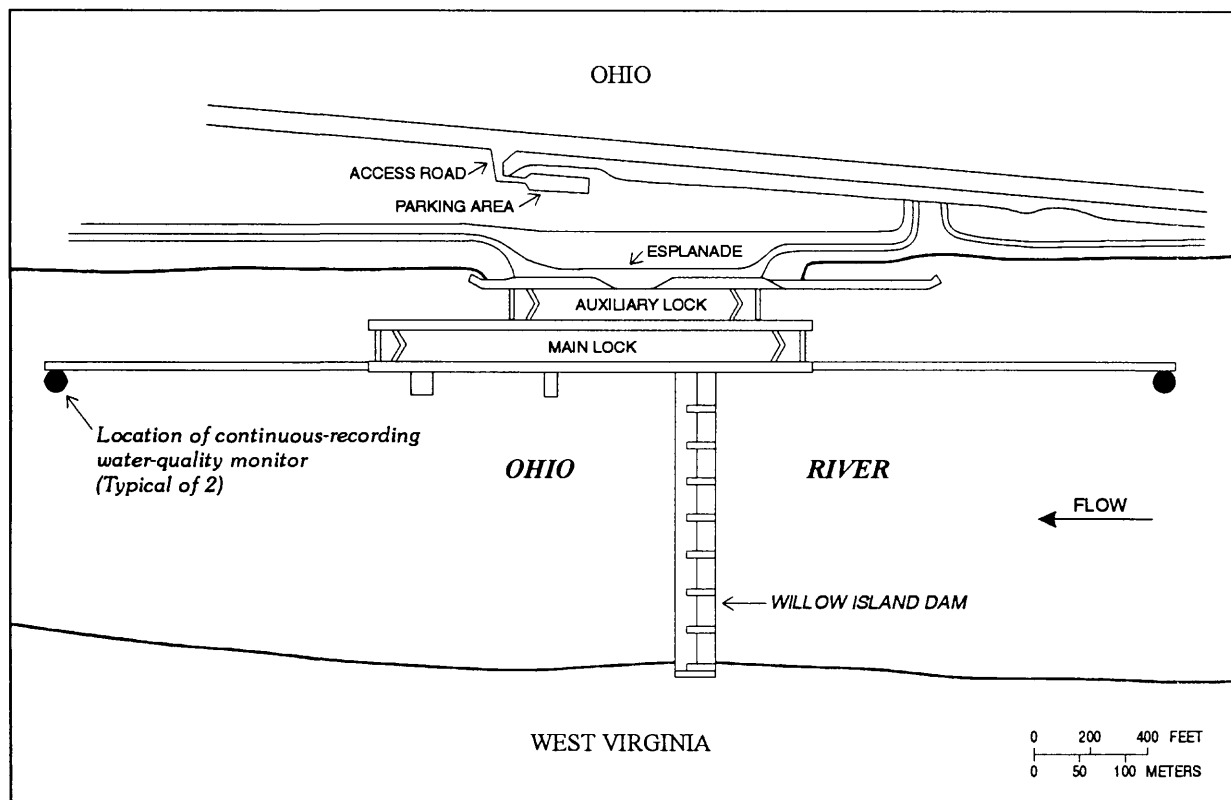 OHIO
ACCESS ROAD
PARKING AREA
ESPLANADE
AUXILIARY LOCK
MAIN LOCK
Location of continuous-recording
water-quality monitor
(Typical of 2)
OHIO RIVER
FLOW
WILLOW ISLAND DAM
WEST VIRGINIA
0 200 400 FEET
0 50 100 METERS